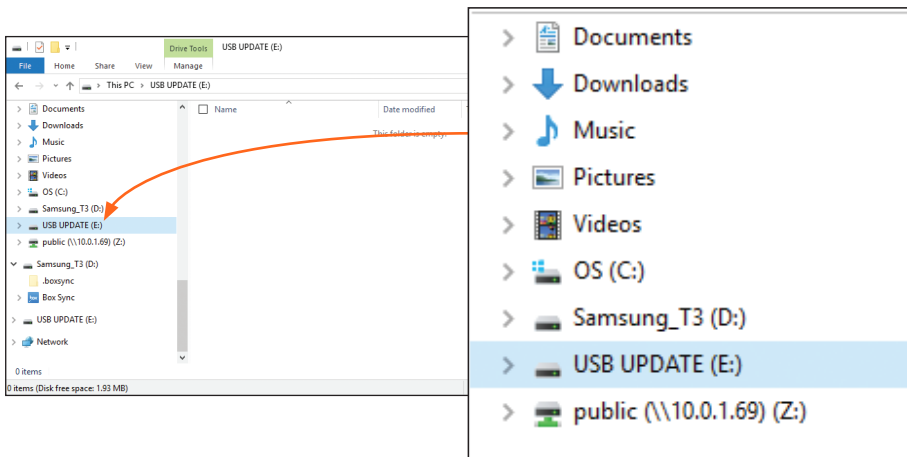 Drive Tools USB UPDATE (E:)
File Home Share View Manage
This PC > USB UPDATE (E:)
Documents
Downloads
Music
Pictures
Videos
OS (C:)
Samsung_T3 (D:)
USB UPDATE (E:)
public (\\10.0.1.69) (Z:)
Samsung_T3 (D:)
.boxsync
Box Sync
USB UPDATE (E:)
Network
Name Date modified
This folder is empty.
0 items
0 items (Disk free space: 1.93 MB)
Documents
Downloads
Music
Pictures
Videos
OS (C:)
Samsung_T3 (D:)
USB UPDATE (E:)
public (\\10.0.1.69) (Z:)